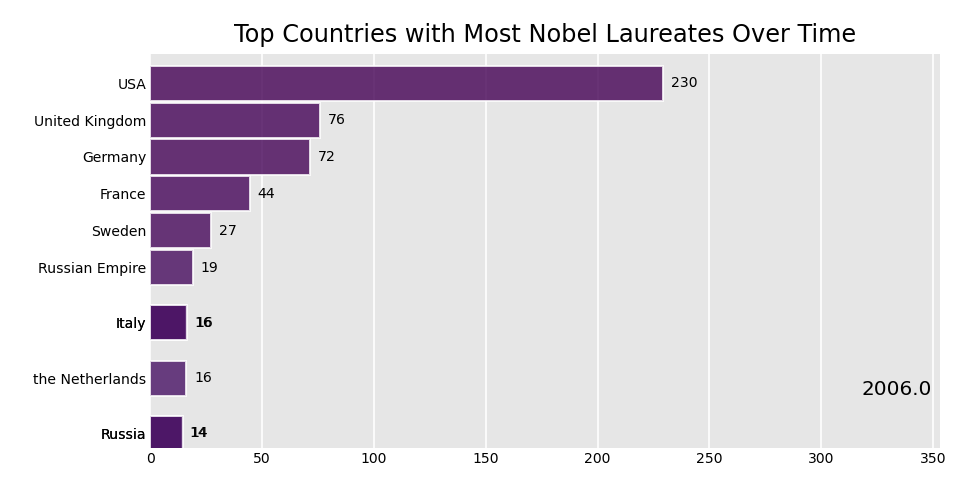 Top Countries with Most Nobel Laureates Over Time
USA 230
United Kingdom 76
Germany 72
France 44
Sweden 27
Russian Empire 19
Italy 16
the Netherlands 16
2006.0
Russia 14
0 50 100 150 200 250 300 350